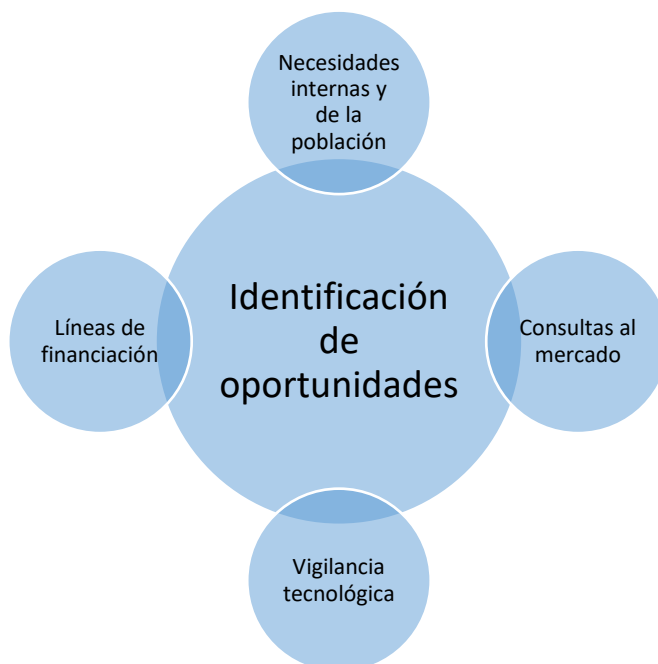 Necesidades
internas y
de la
población
Identificación
de
oportunidades
Líneas de
financiación
Consultas al
mercado
Vigilancia
tecnológica